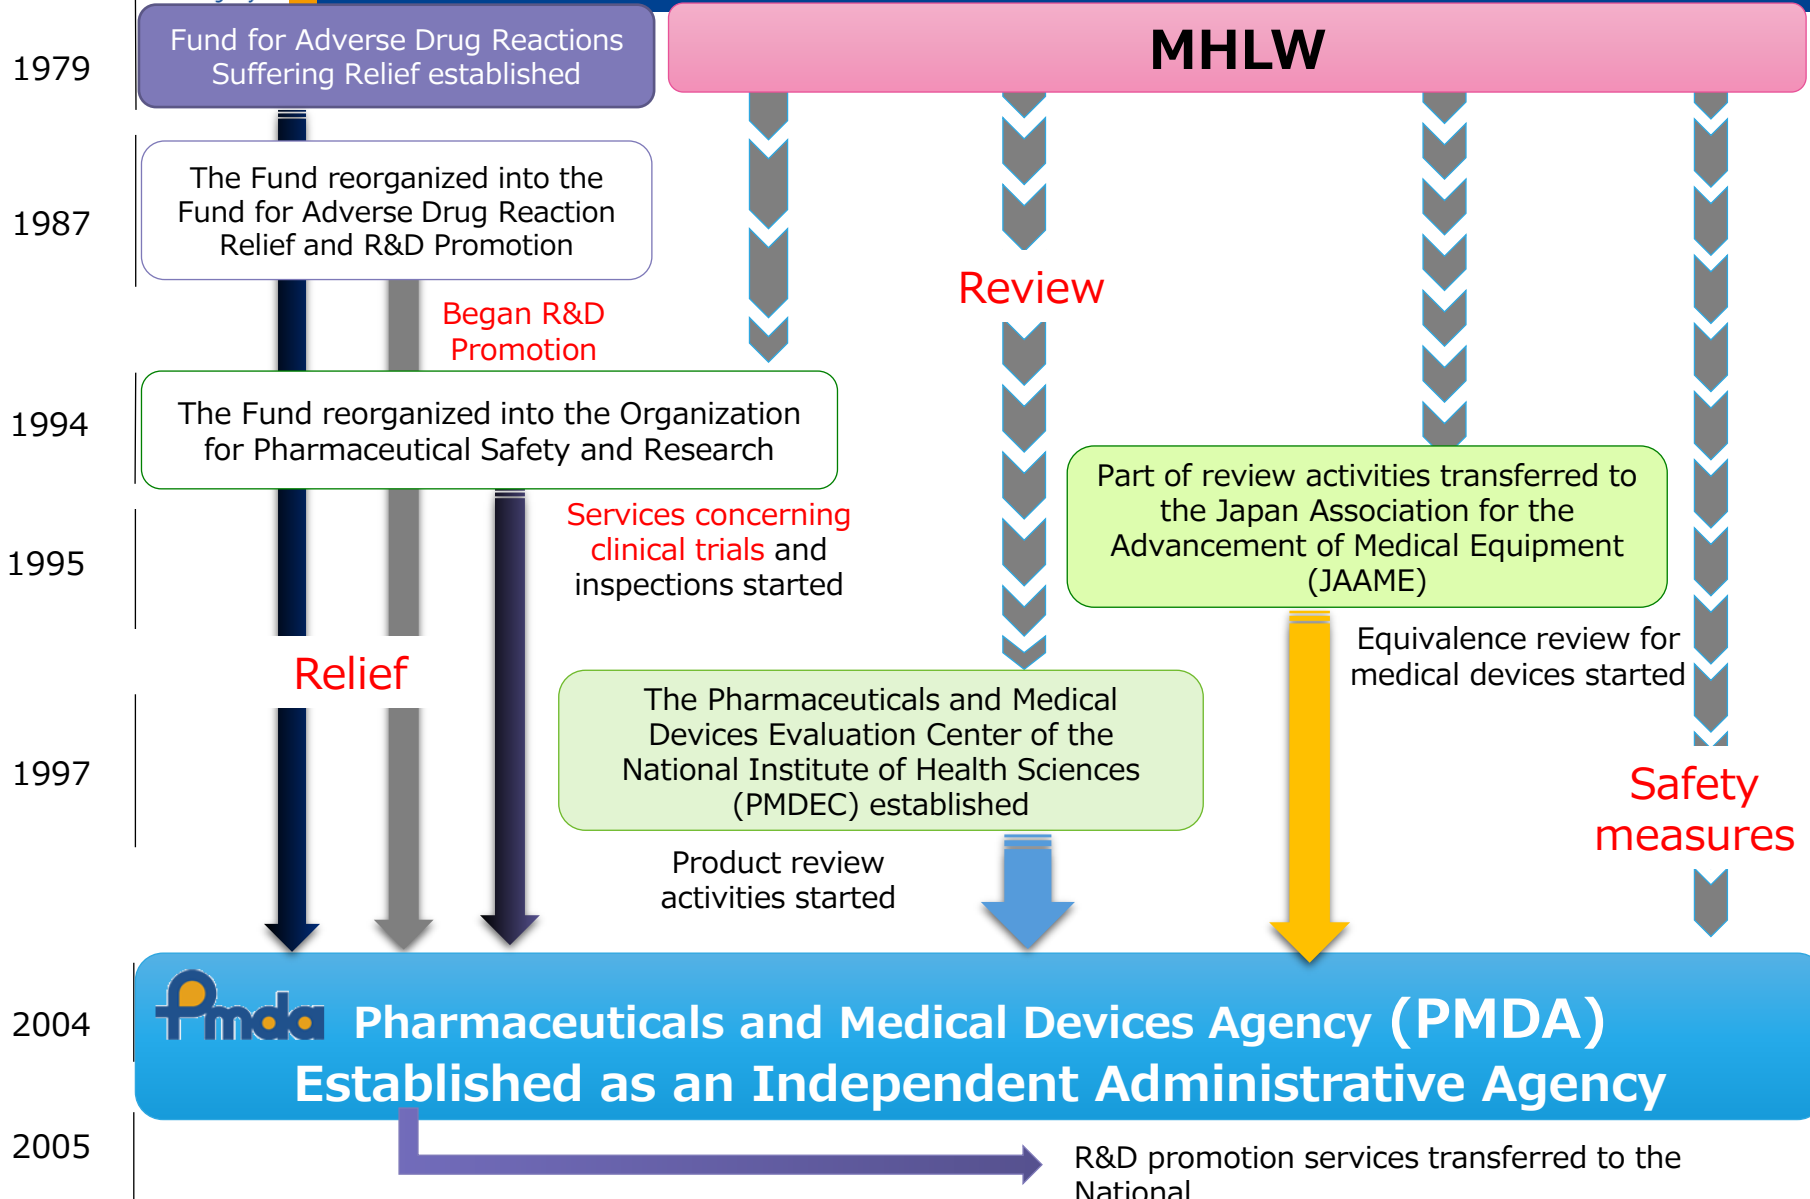 1979
Fund for Adverse Drug Reactions
Suffering Relief established
MHLW
1987
The Fund reorganized into the
Fund for Adverse Drug Reaction
Relief and R&D Promotion
Began R&D
Promotion
Review
1994
The Fund reorganized into the Organization
for Pharmaceutical Safety and Research
Services concerning
clinical trials and
inspections started
Part of review activities transferred to
the Japan Association for the
Advancement of Medical Equipment
(JAAME)
1995
Equivalence review for
medical devices started
Relief
1997
The Pharmaceuticals and Medical
Devices Evaluation Center of the
National Institute of Health Sciences
(PMDEC) established
Product review
activities started
Safety
measures
2004
Pmda
Pharmaceuticals and Medical Devices Agency (PMDA)
Established as an Independent Administrative Agency
2005
R&D promotion services transferred to the
National